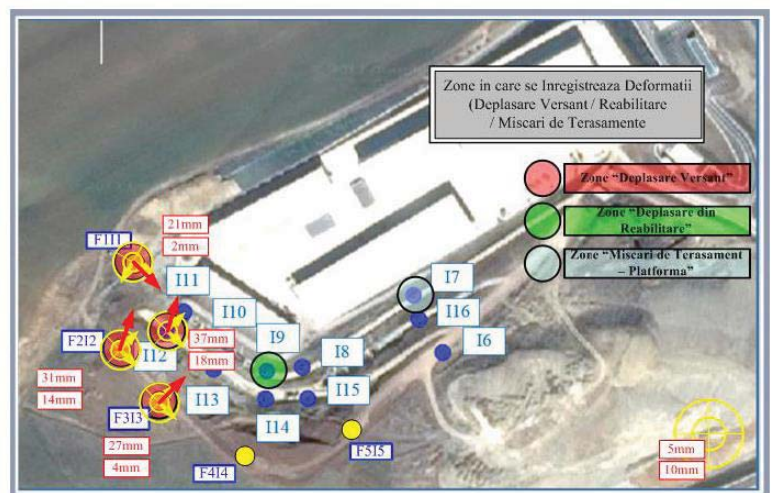 Zone in care se Inregistreaza Deformatii
(Deplasare Versant / Reabilitare
/ Miscari de Terasamente
Zone "Deplasare Versant"
Zone "Deplasare din
Reabilitare"
Zone "Miscari de Terasament
– Platforma"
21mm
2mm
F1I1
I11
I7
I10
I16
F2I2
I12
37mm
18mm
I9
I8
I6
31mm
14mm
F3I3
I13
I14
I15
27mm
4mm
F4I4
F5I5
5mm
10mm